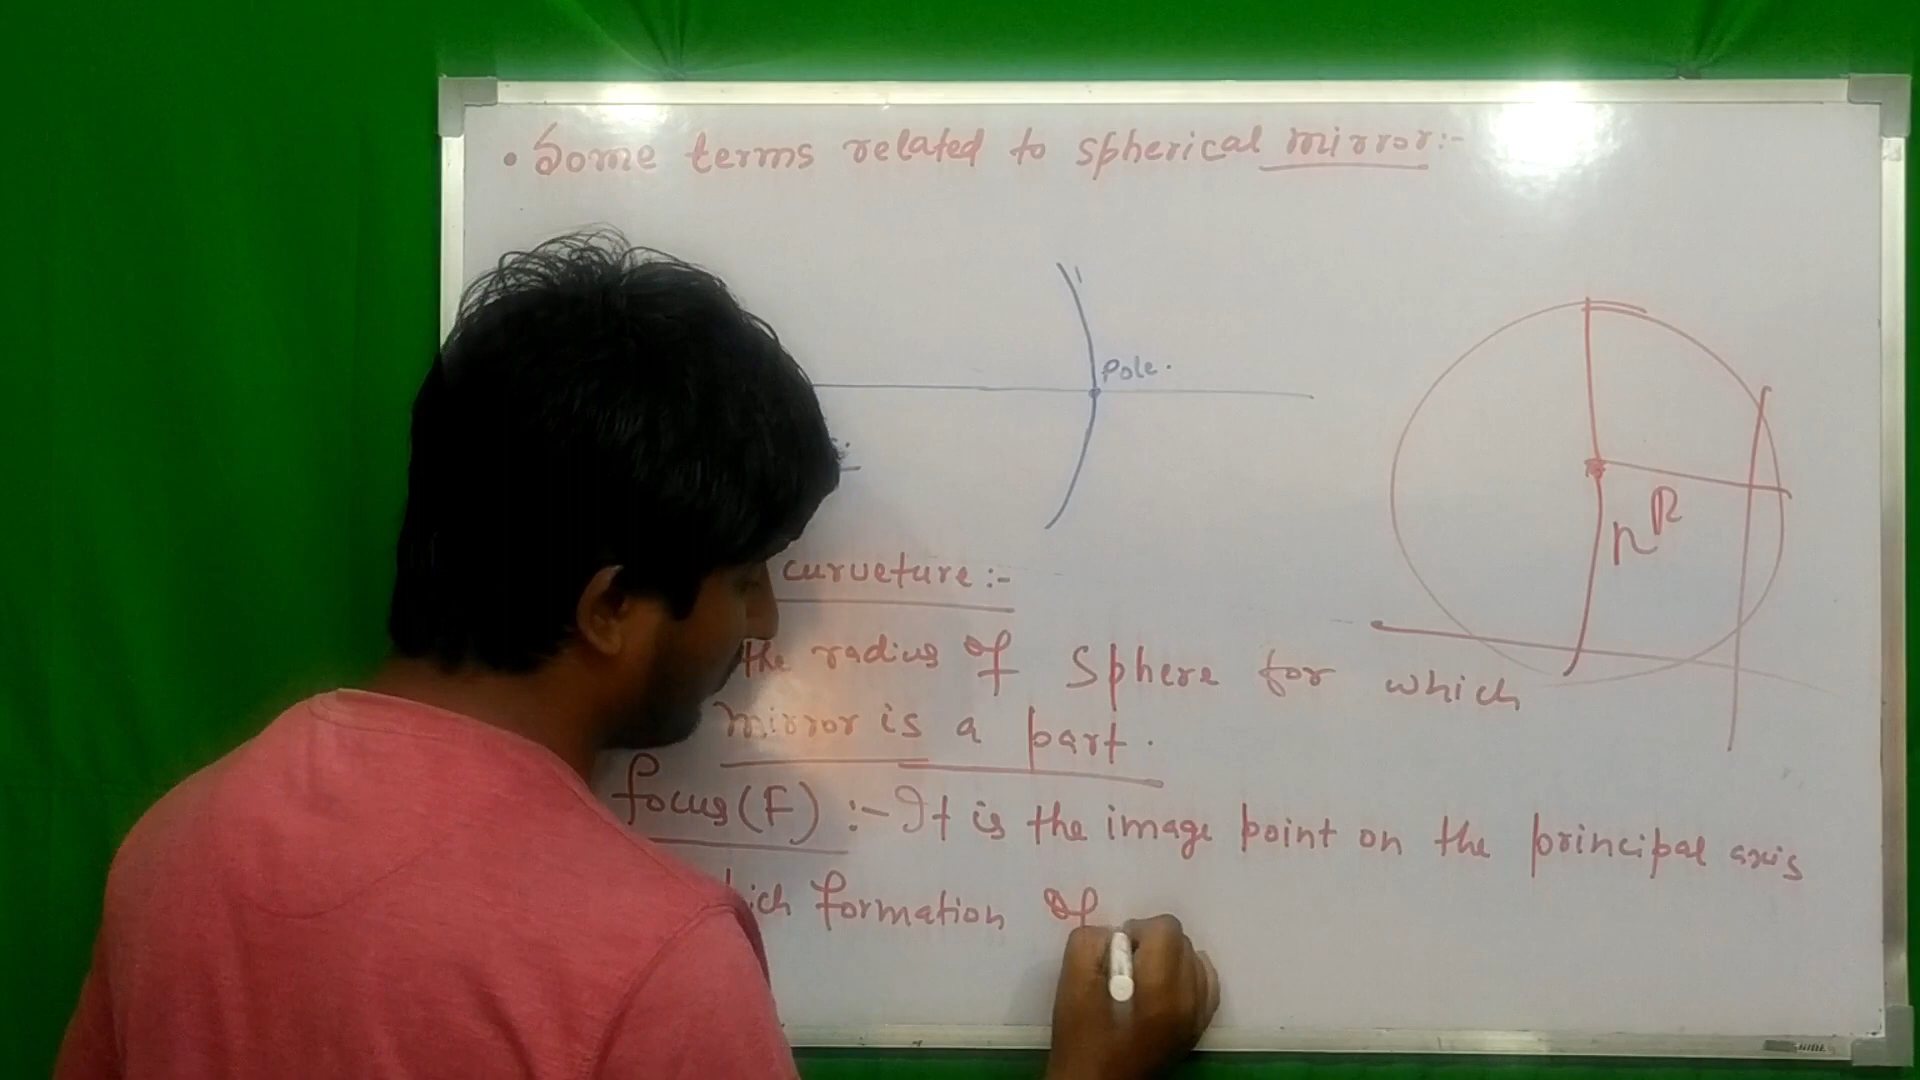 • Some terms related to spherical mirror:-
Pole.
R
curveture :-
the radius of Sphere for which
mirror is a part.
focus (F) :- It is the image point on the principal axis
formation of